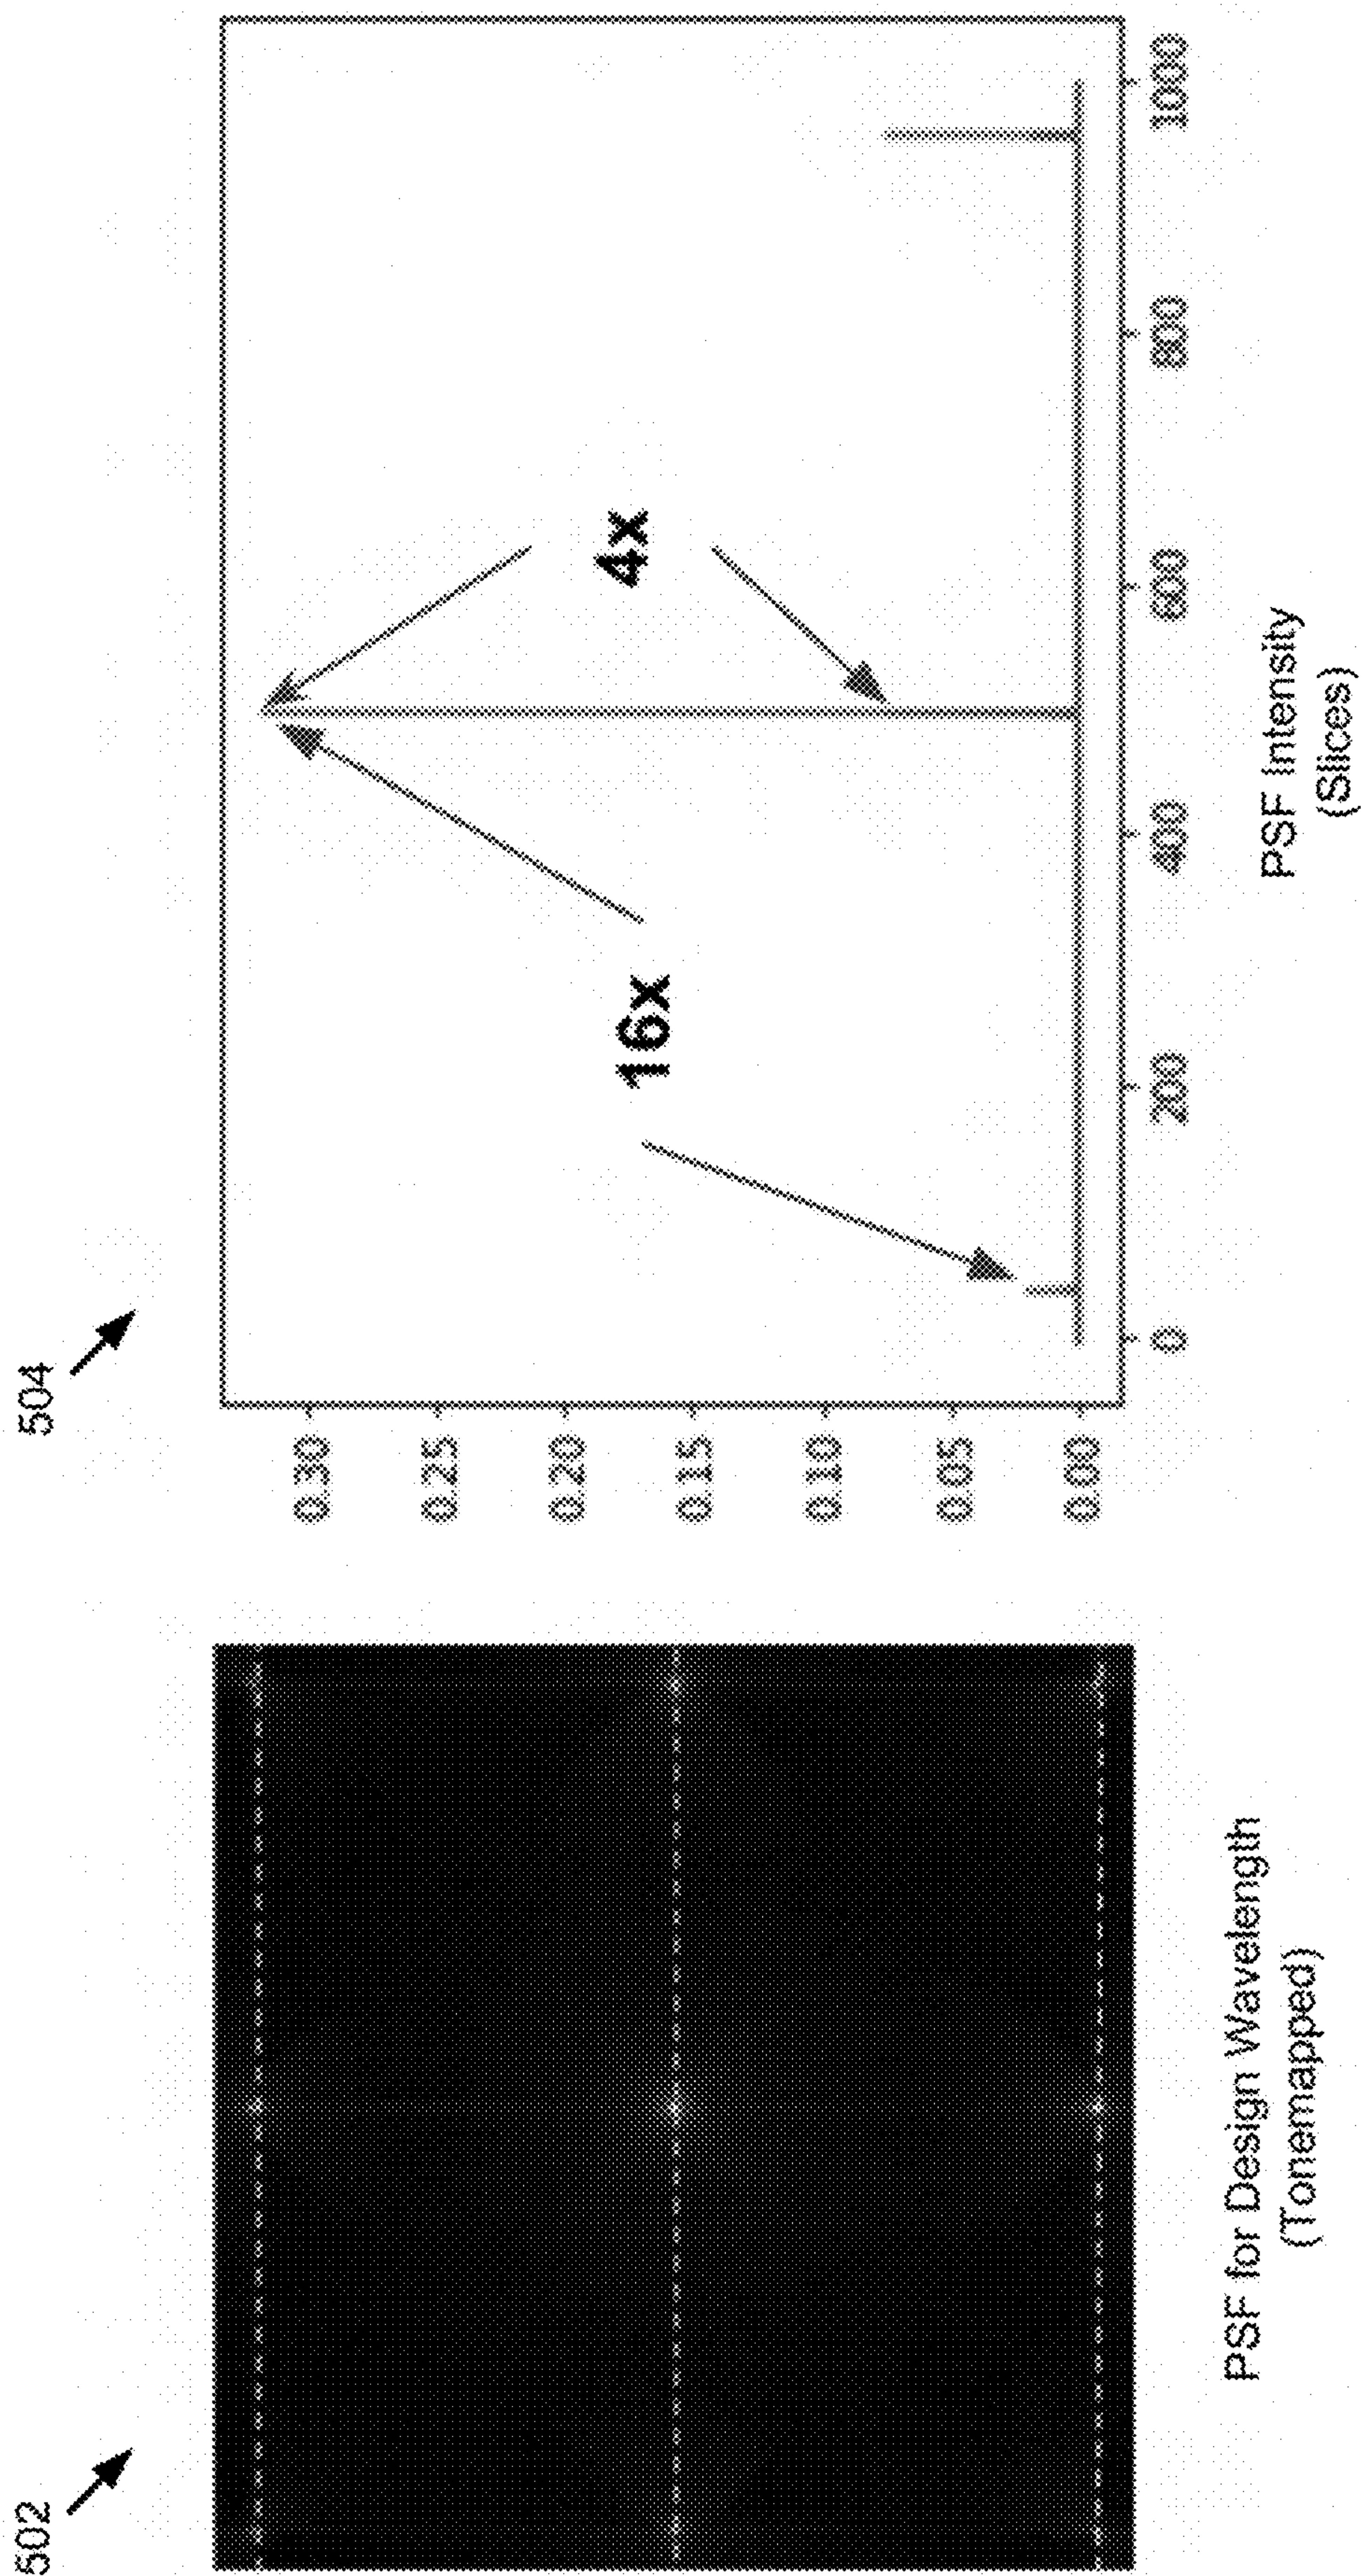 502
504
0.30
0.25
0.20
0.15
0.10
0.05
0.00
16x
4x
0 200 400 600 800 1000
PSF for Design Wavelength
(Tonemapped)
PSF Intensity
(Slices)